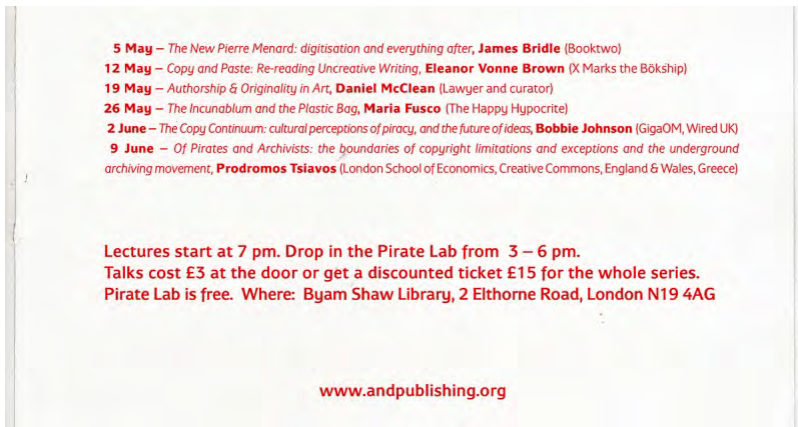 5 May – The New Pierre Menard: digitisation and everything after, James Bridle (Booktwo)
12 May – Copy and Paste: Re-reading Uncreative Writing, Eleanor Vonne Brown (X Marks the Bökship)
19 May – Authorship & Originality in Art, Daniel McClean (Lawyer and curator)
26 May – The Incunablum and the Plastic Bag, Maria Fusco (The Happy Hypocrite)
2 June – The Copy Continuum: cultural perceptions of piracy, and the future of ideas, Bobbie Johnson (GigaOM, Wired UK)
9 June – Of Pirates and Archivists: the boundaries of copyright limitations and exceptions and the underground
archiving movement, Prodromos Tsiavos (London School of Economics, Creative Commons, England & Wales, Greece)
Lectures start at 7 pm. Drop in the Pirate Lab from 3 – 6 pm.
Talks cost £3 at the door or get a discounted ticket £15 for the whole series.
Pirate Lab is free. Where: Byam Shaw Library, 2 Elthorne Road, London N19 4AG
www.andpublishing.org